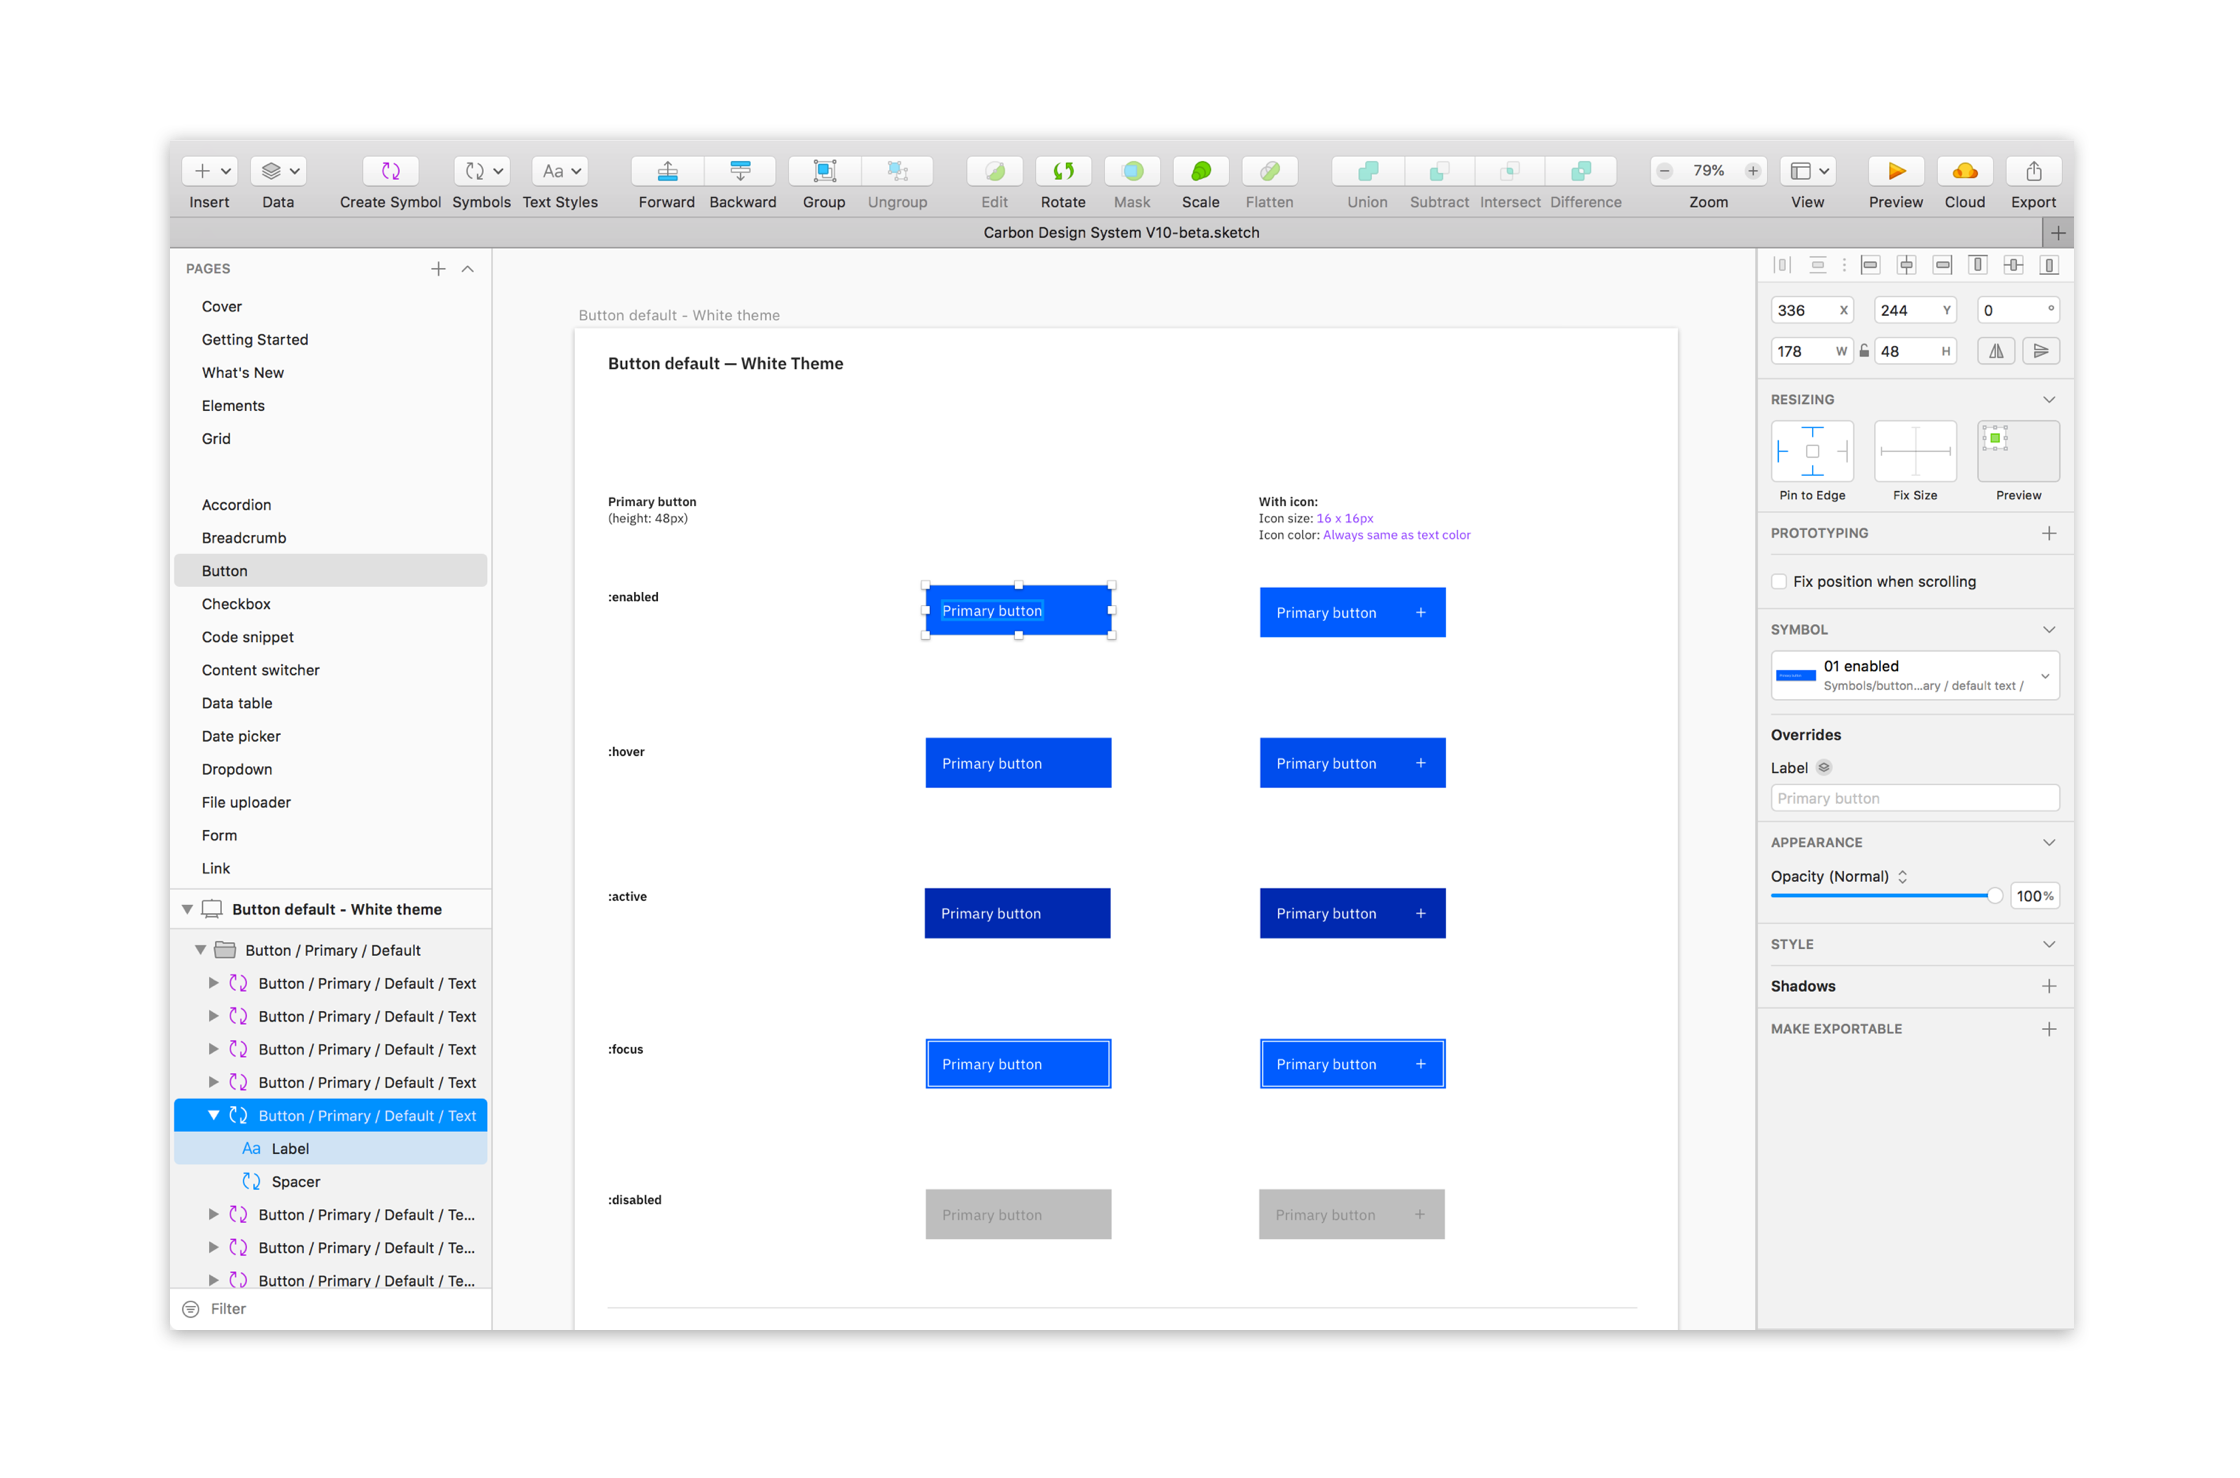 Insert
Data
Create Symbol
Symbols
Aa
Text Styles
Forward
Backward
Group
Ungroup
Edit
Rotate
Mask
Scale
Flatten
Union
Subtract
Intersect
Difference
79%
Zoom
View
Preview
Cloud
Export
Carbon Design System V10-beta.sketch
PAGES
Cover
Getting Started
What's New
Elements
Grid
Accordion
Breadcrumb
Button
Checkbox
Code snippet
Content switcher
Data table
Date picker
Dropdown
File uploader
Form
Link
Button default - White theme
Button / Primary / Default
Button / Primary / Default / Text
Button / Primary / Default / Text
Button / Primary / Default / Text
Button / Primary / Default / Text
Button / Primary / Default / Text
Aa Label
Spacer
Button / Primary / Default / Te...
Button / Primary / Default / Te...
Button / Primary / Default / Te...
Filter
Button default - White theme
Button default — White Theme
Primary button
(height: 48px)
With icon:
Icon size: 16 x 16px
Icon color: Always same as text color
:enabled
Primary button
Primary button +
:hover
Primary button
Primary button +
:active
Primary button
Primary button +
:focus
Primary button
Primary button +
:disabled
Primary button
Primary button +
336 X
244 Y
0 °
178 W
48 H
RESIZING
Pin to Edge
Fix Size
Preview
PROTOTYPING
Fix position when scrolling
SYMBOL
01 enabled
Symbols/button...ary / default text /
Overrides
Label
Primary button
APPEARANCE
Opacity (Normal)
100%
STYLE
Shadows
MAKE EXPORTABLE